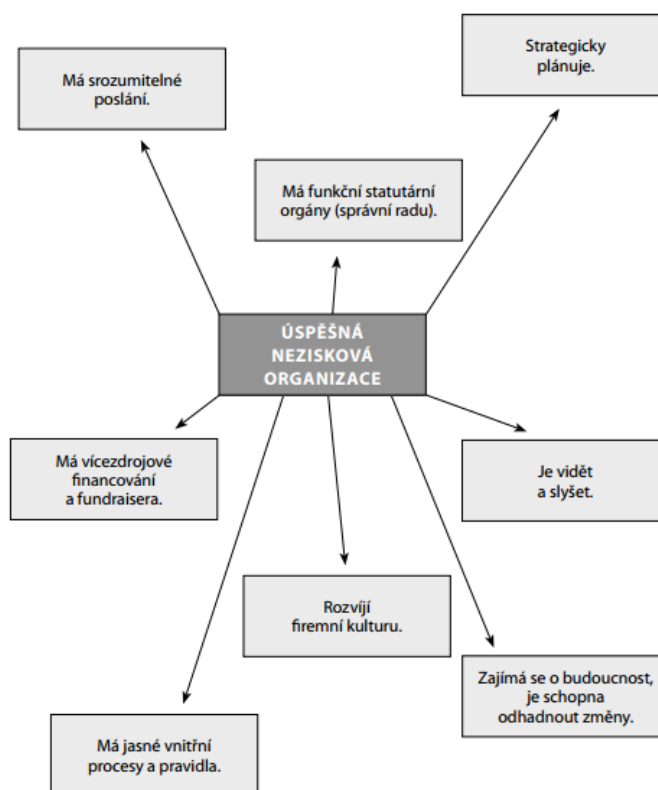 Strategicky
plánuje.
Má srozumitelné
poslání.
Má funkční statutární
orgány (správní radu).
ÚSPĚŠNÁ
NEZISKOVÁ
ORGANIZACE
Má vícezdrojové
financování
a fundraisera.
Je vidět
a slyšet.
Rozvíjí
firemní kulturu.
Zajímá se o budoucnost,
je schopna
odhadnout změny.
Má jasné vnitřní
procesy a pravidla.